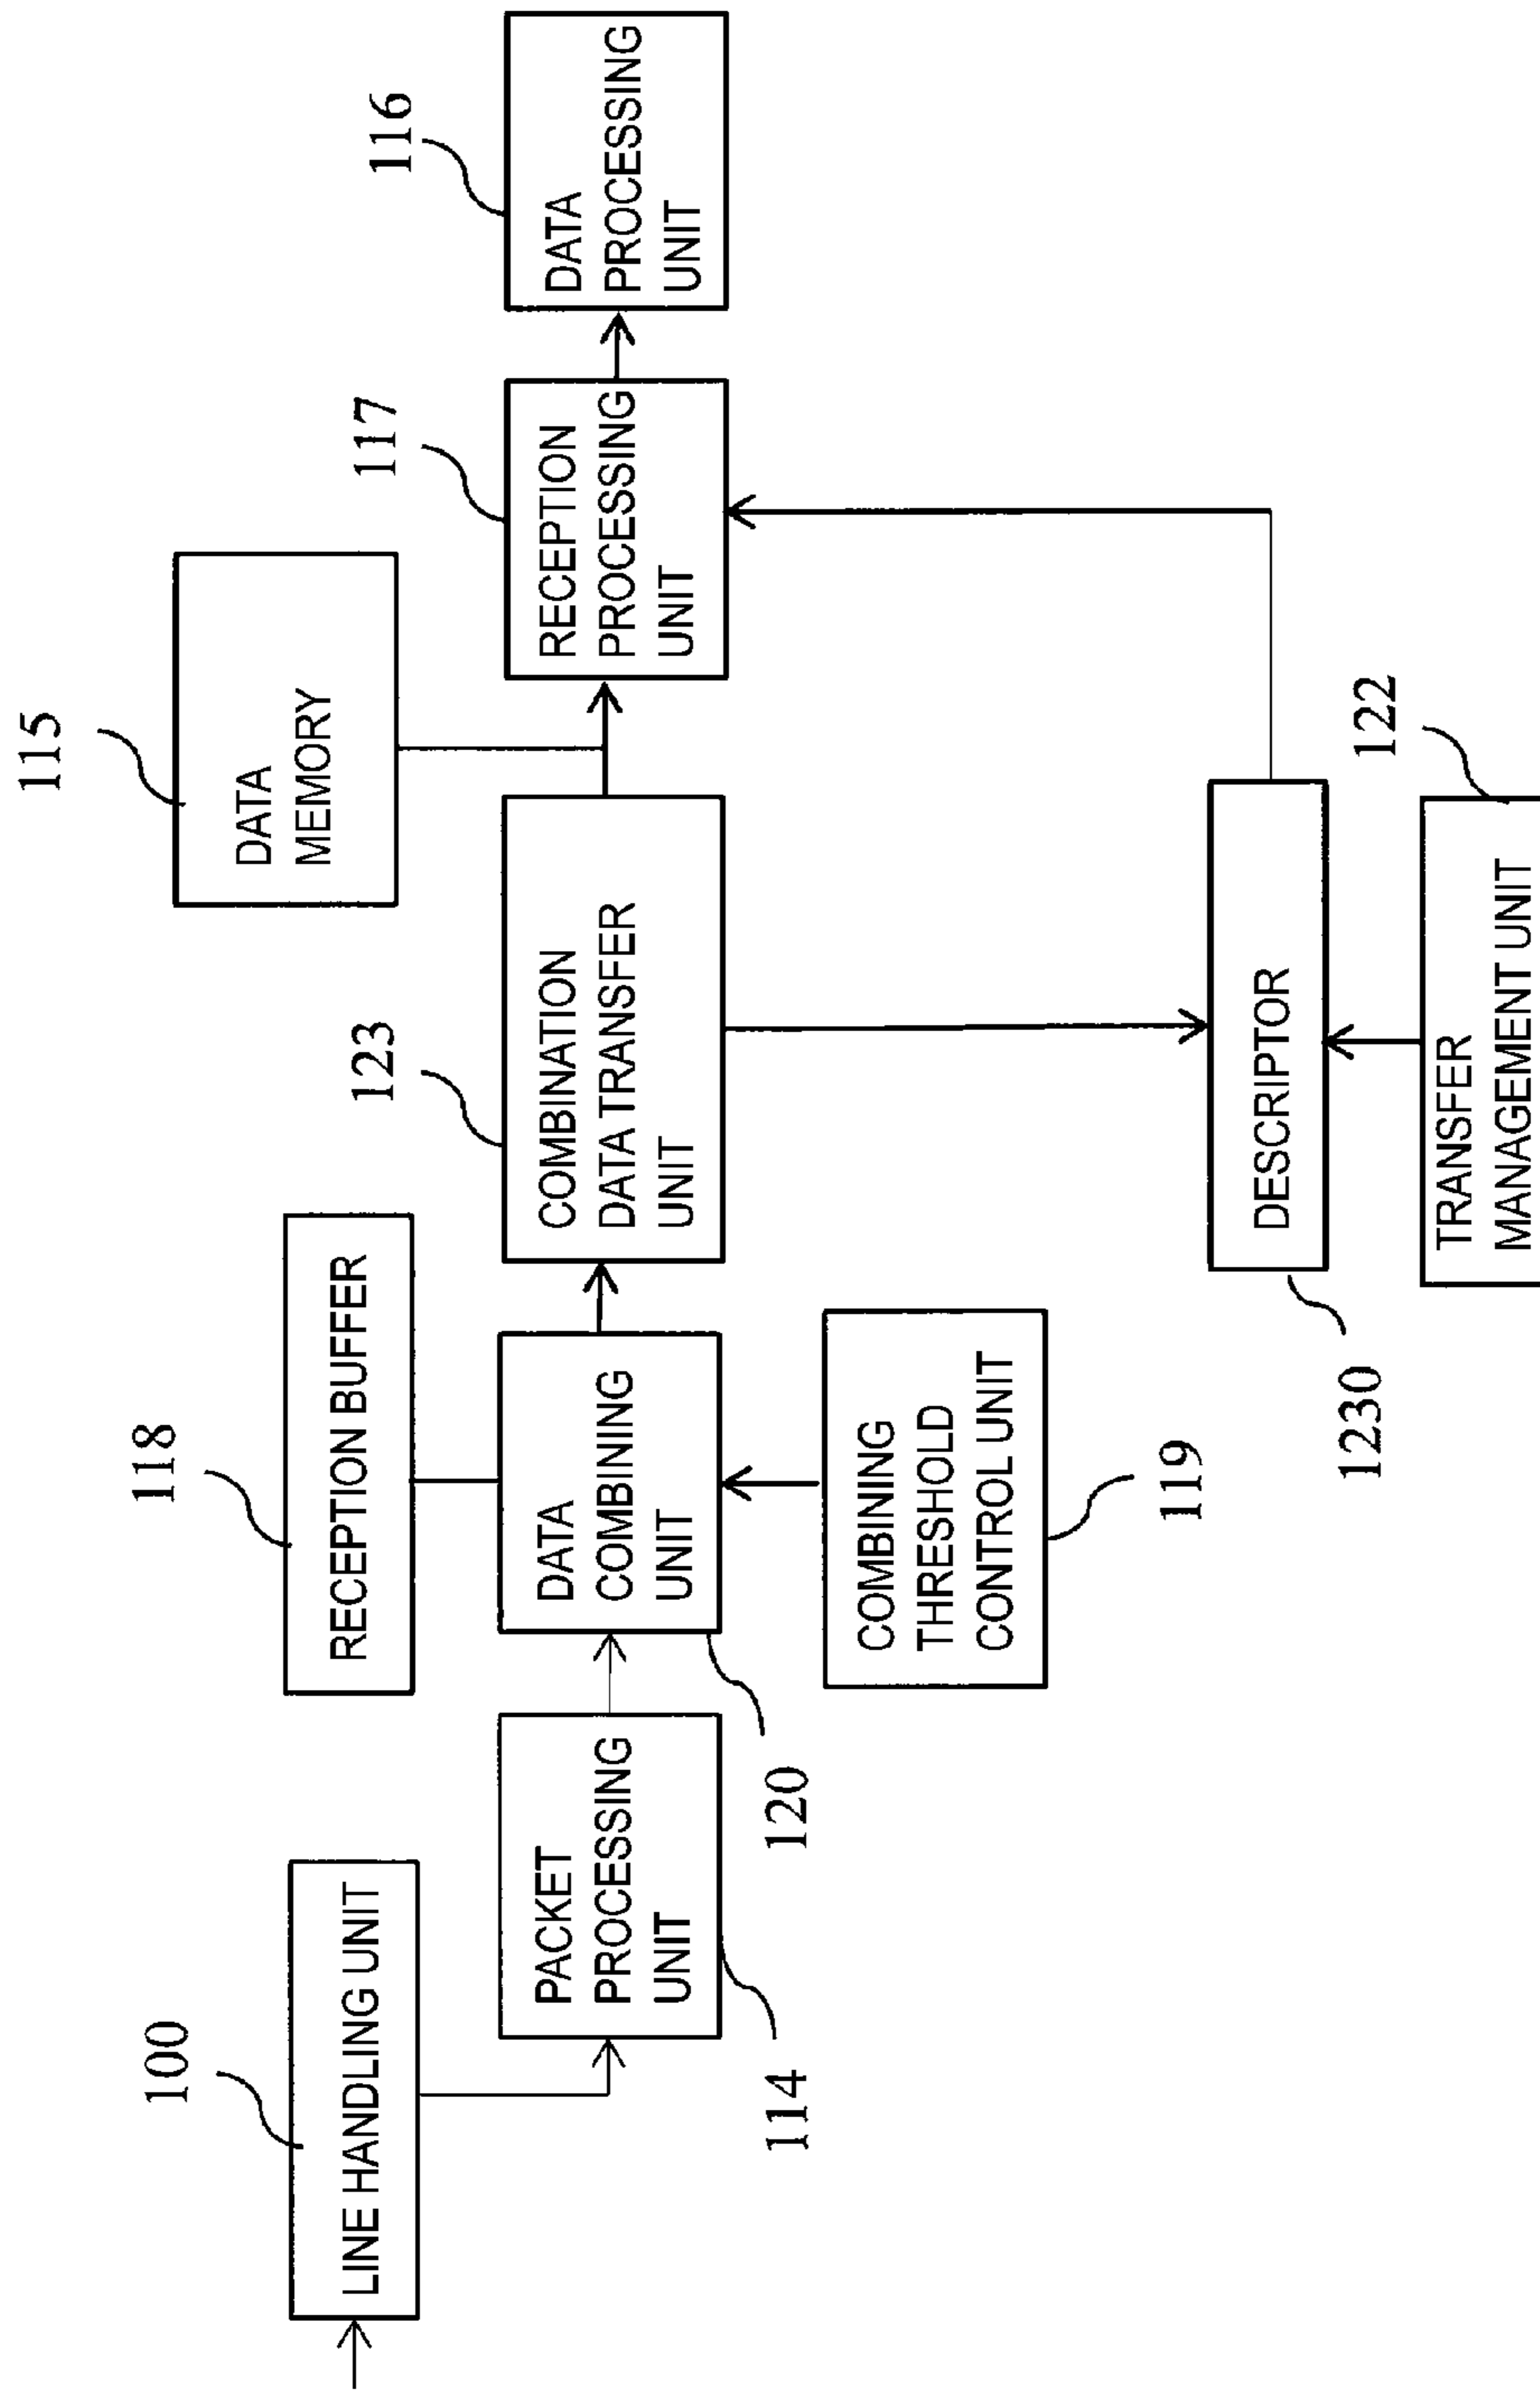 100
LINE HANDLING UNIT
114
PACKET
PROCESSING
UNIT
118
RECEPTION BUFFER
120
DATA
COMBINING
UNIT
COMBINING
THRESHOLD
CONTROL UNIT
119
123
COMBINATION
DATA TRANSFER
UNIT
115
DATA
MEMORY
117
RECEPTION
PROCESSING
UNIT
116
DATA
PROCESSING
UNIT
1230
DESCRIPTOR
122
TRANSFER
MANAGEMENT UNIT